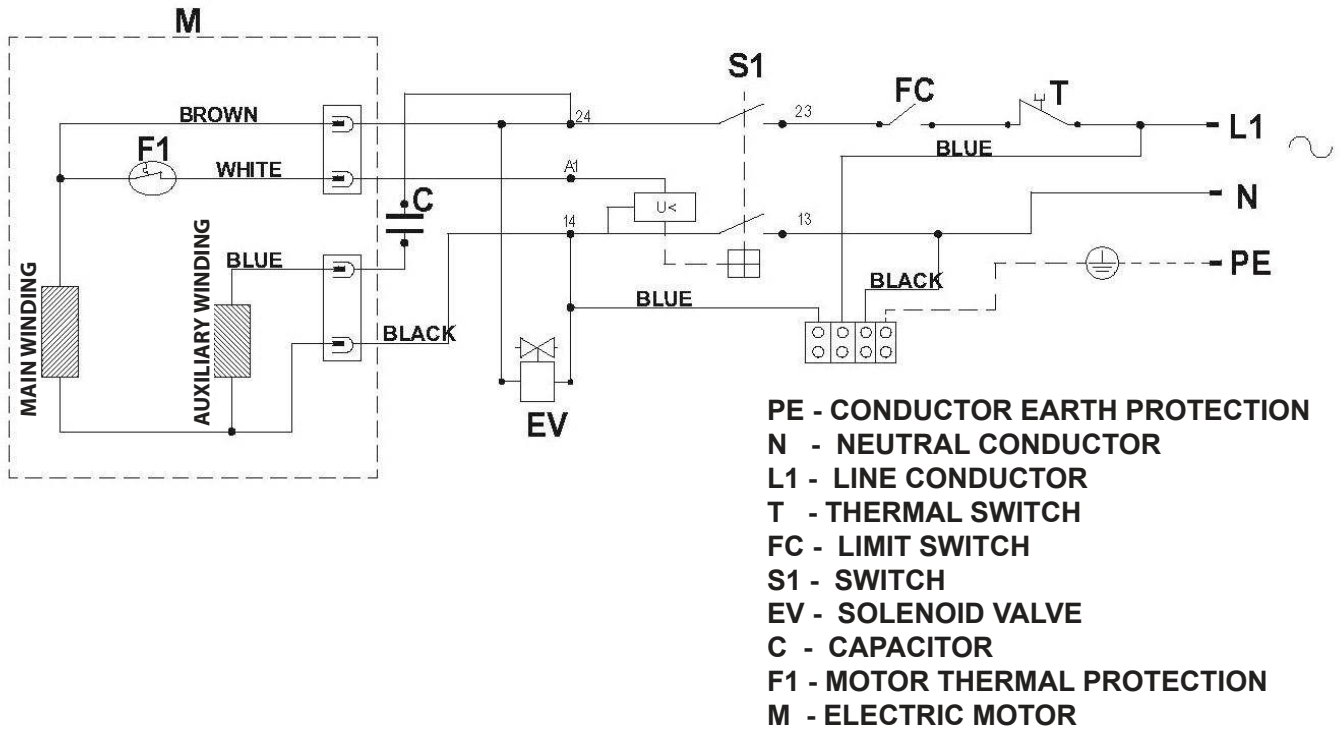 M
S1
FC
T
BROWN
24
23
L1
F1
BLUE
WHITE
A1
C
U<
N
14
13
MAIN WINDING
AUXILIARY WINDING
BLUE
PE
BLACK
BLUE
BLACK
EV
PE - CONDUCTOR EARTH PROTECTION
N - NEUTRAL CONDUCTOR
L1 - LINE CONDUCTOR
T - THERMAL SWITCH
FC - LIMIT SWITCH
S1 - SWITCH
EV - SOLENOID VALVE
C - CAPACITOR
F1 - MOTOR THERMAL PROTECTION
M - ELECTRIC MOTOR